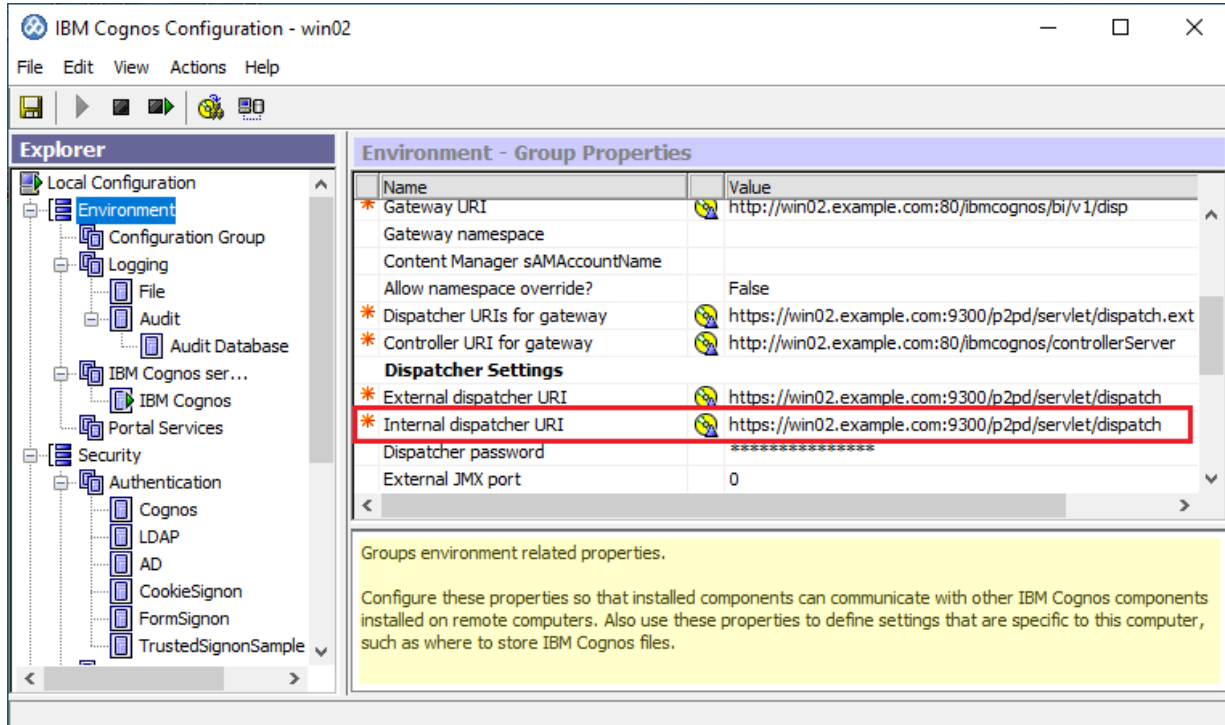 IBM Cognos Configuration - win02
File Edit View Actions Help
Explorer
Local Configuration
Environment
Configuration Group
Logging
File
Audit
Audit Database
IBM Cognos ser...
IBM Cognos
Portal Services
Security
Authentication
Cognos
LDAP
AD
CookieSignon
FormSignon
TrustedSignonSample
Environment - Group Properties
Name Value
* Gateway URI http://win02.example.com:80/ibmcognos/bi/v1/disp
Gateway namespace
Content Manager sAMAccountName
Allow namespace override? False
* Dispatcher URIs for gateway https://win02.example.com:9300/p2pd/servlet/dispatch.ext
* Controller URI for gateway http://win02.example.com:80/ibmcognos/controllerServer
Dispatcher Settings
* External dispatcher URI https://win02.example.com:9300/p2pd/servlet/dispatch
* Internal dispatcher URI https://win02.example.com:9300/p2pd/servlet/dispatch
Dispatcher password ***************
External JMX port 0
Groups environment related properties.
Configure these properties so that installed components can communicate with other IBM Cognos components
installed on remote computers. Also use these properties to define settings that are specific to this computer,
such as where to store IBM Cognos files.